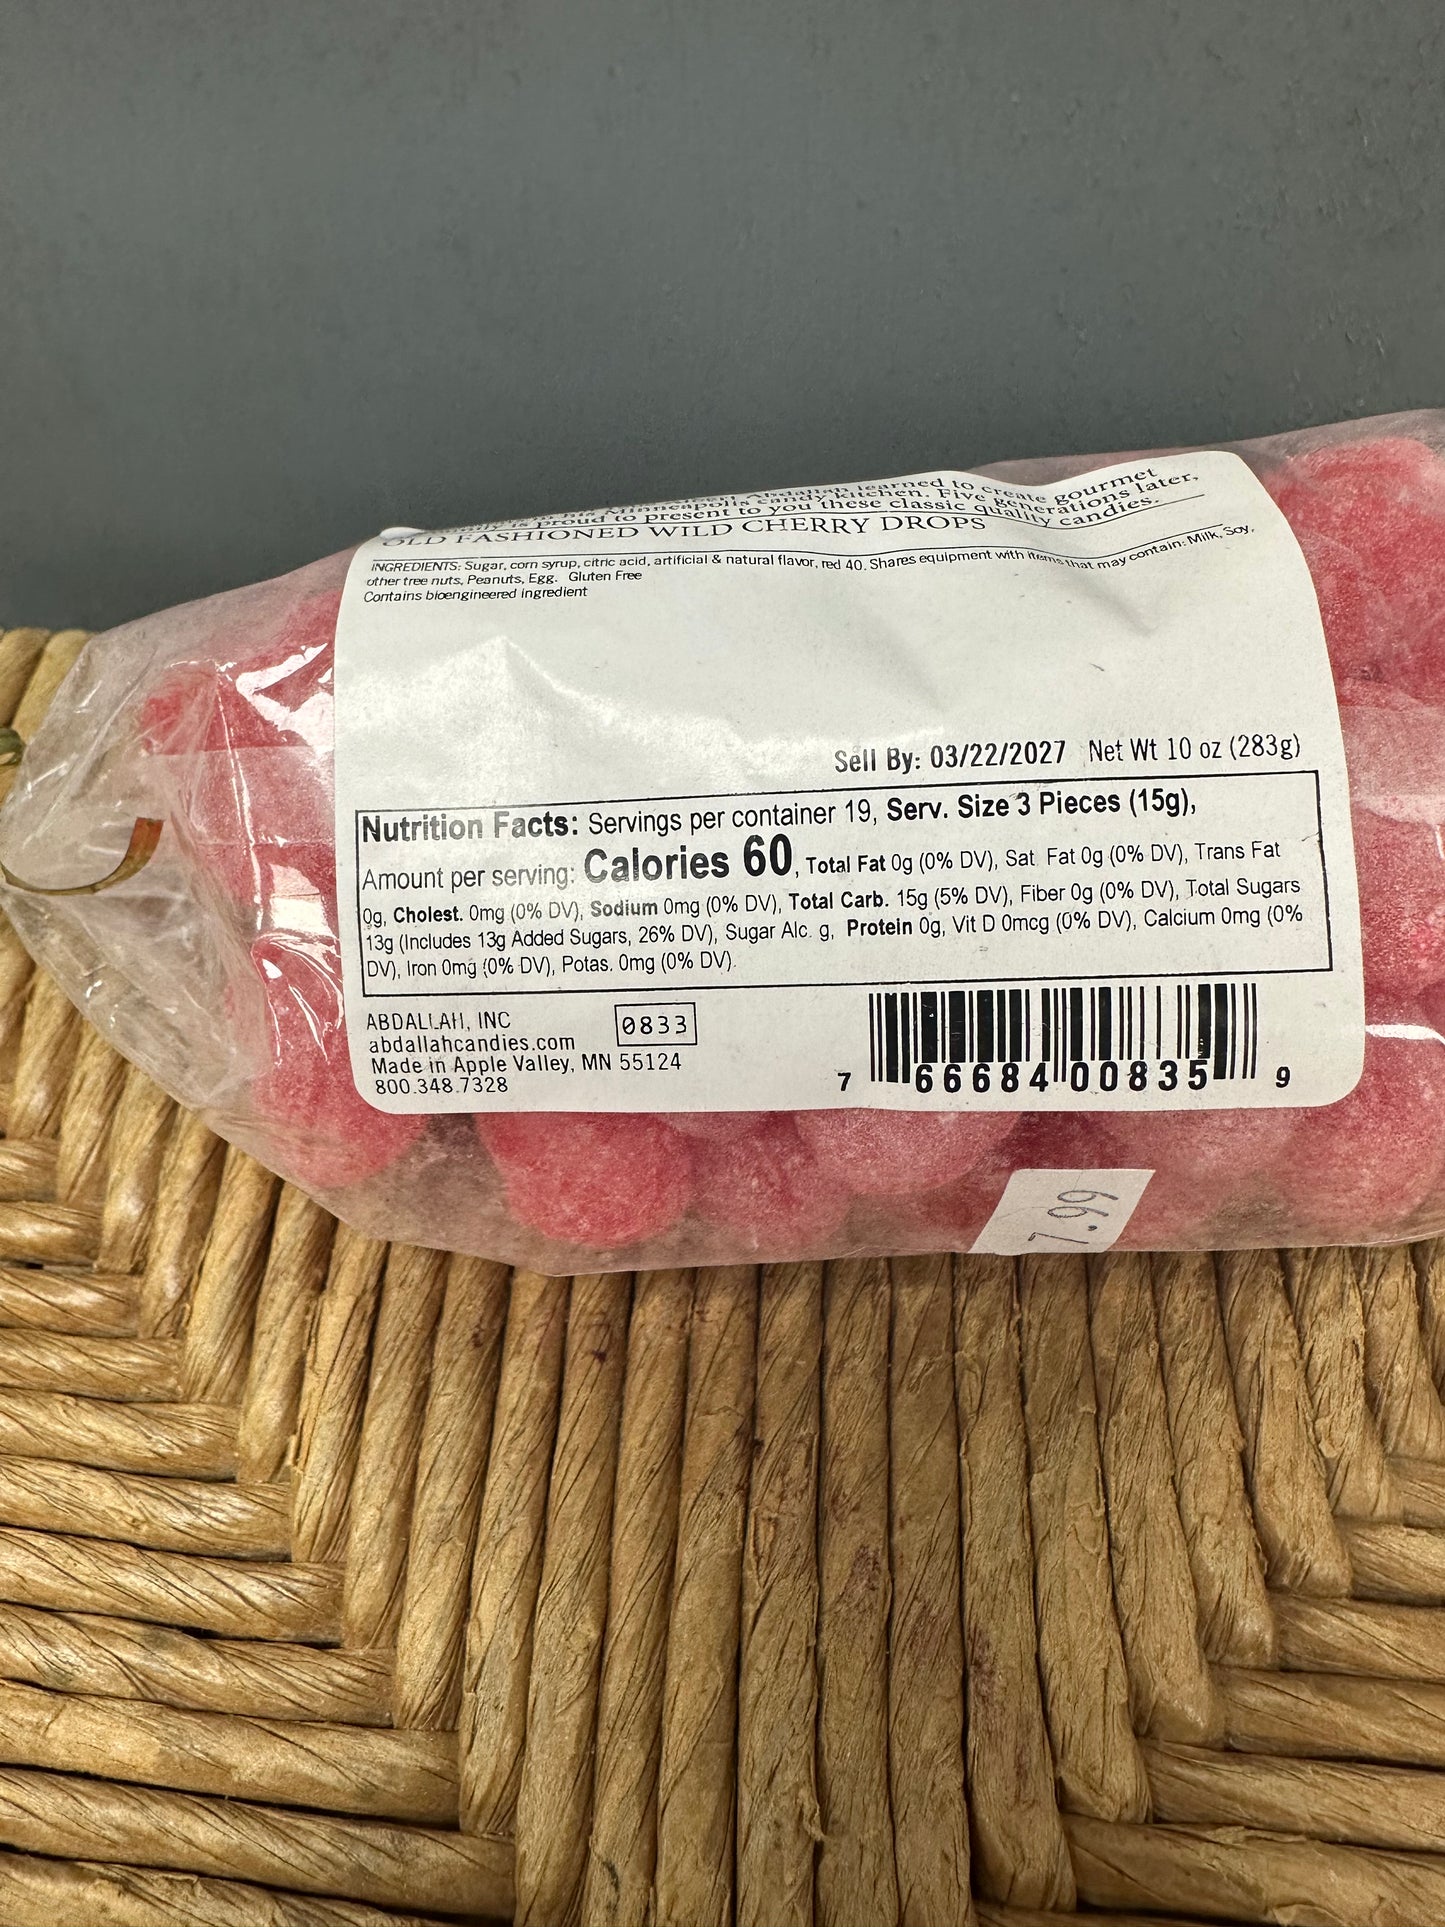 learned to create gourmet
his Minneapolis candy kitchen. Five generations later,
is proud to present to you these classic quality candies.
OLD FASHIONED WILD CHERRY DROPS
INGREDIENTS: Sugar, corn syrup, citric acid, artificial & natural flavor, red 40. Shares equipment with items that may contain: Milk, Soy,
other tree nuts, Peanuts, Egg. Gluten Free
Contains bioengineered ingredient
Sell By: 03/22/2027 Net Wt 10 oz (283g)
Nutrition Facts: Servings per container 19, Serv. Size 3 Pieces (15g),
Amount per serving: Calories 60, Total Fat 0g (0% DV), Sat. Fat 0g (0% DV), Trans Fat
0g, Cholest. 0mg (0% DV), Sodium 0mg (0% DV), Total Carb. 15g (5% DV), Fiber 0g (0% DV), Total Sugars
13g (Includes 13g Added Sugars, 26% DV), Sugar Alc. g, Protein 0g, Vit D 0mcg (0% DV), Calcium 0mg (0%
DV), Iron 0mg (0% DV), Potas. 0mg (0% DV).
ABDALLAH, INC
abdallahcandies.com
Made in Apple Valley, MN 55124
800.348.7328
0833
7 66684 00835 9
7.99